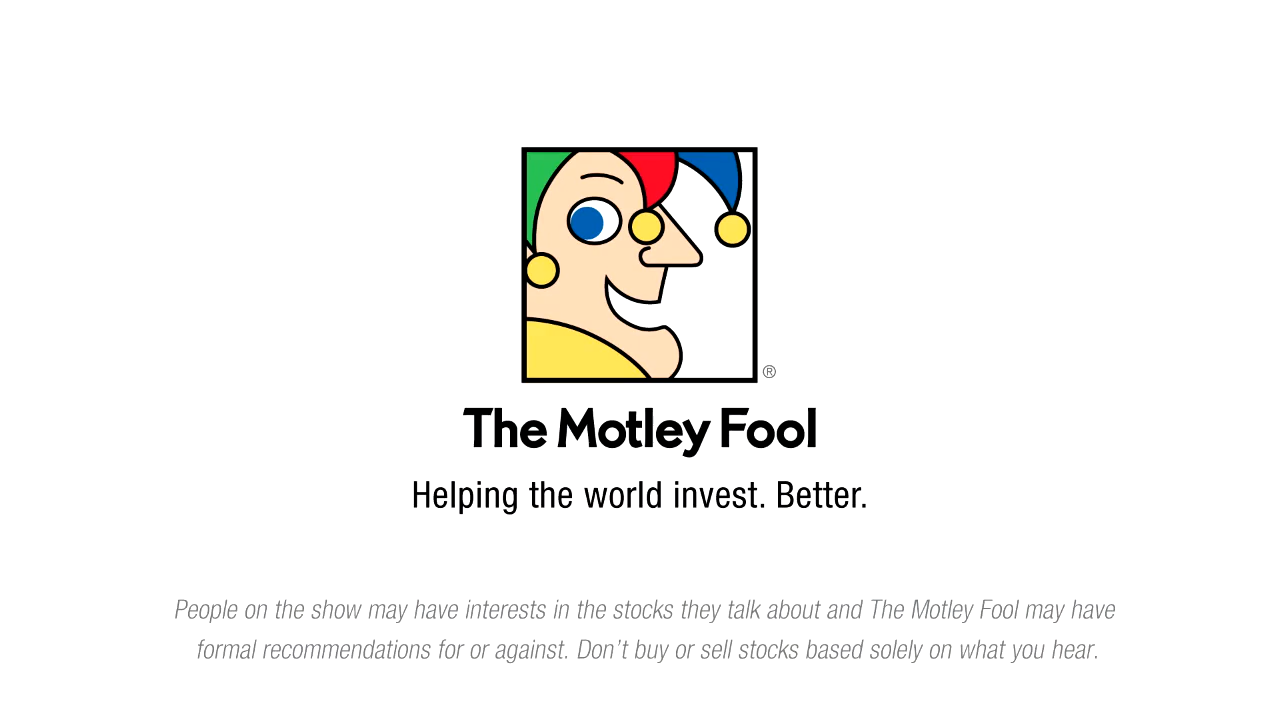 ®
The Motley Fool
Helping the world invest. Better.
People on the show may have interests in the stocks they talk about and The Motley Fool may have
formal recommendations for or against. Don't buy or sell stocks based solely on what you hear.